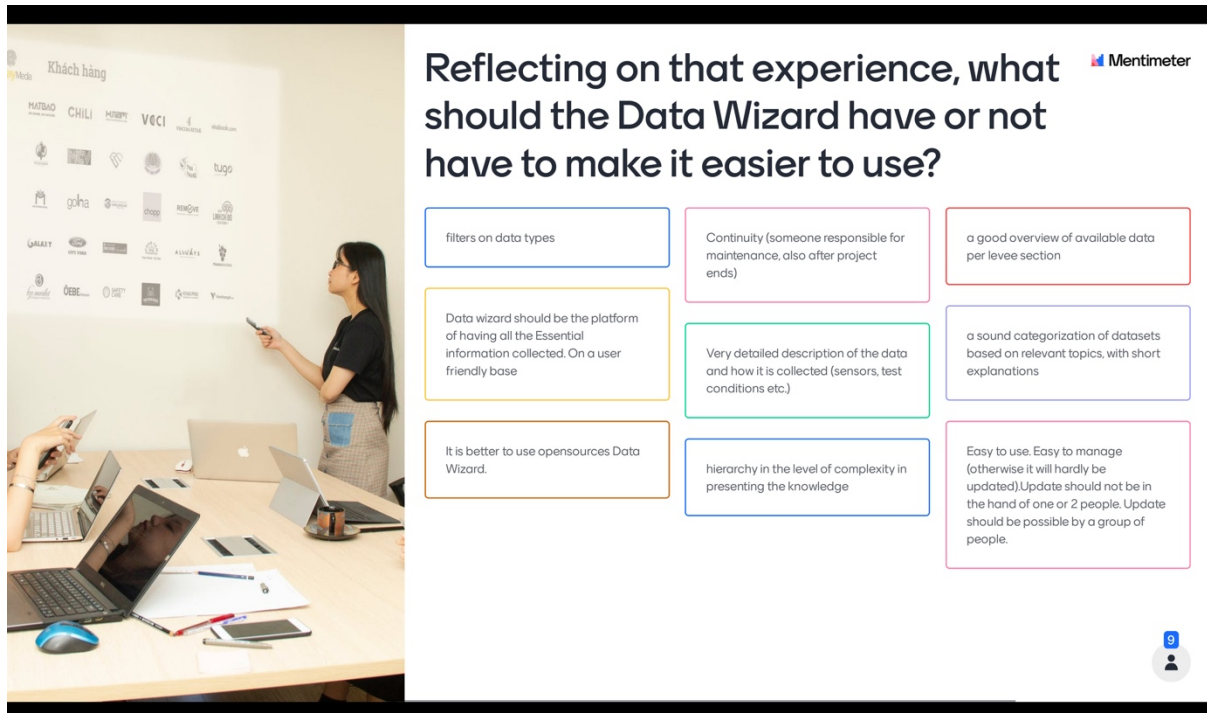 Khách hàng
MATBAO
CHILI
VCCI
tugo
golha
chopp
REMOVE
GALAXY
ALWAYS
Reflecting on that experience, what
should the Data Wizard have or not
have to make it easier to use?
Mentimeter
filters on data types
Data wizard should be the platform
of having all the Essential
information collected. On a user
friendly base
It is better to use opensources Data
Wizard.
Continuity (someone responsible for
maintenance, also after project
ends)
Very detailed description of the data
and how it is collected (sensors, test
conditions etc.)
hierarchy in the level of complexity in
presenting the knowledge
a good overview of available data
per levee section
a sound categorization of datasets
based on relevant topics, with short
explanations
Easy to use. Easy to manage
(otherwise it will hardly be
updated).Update should not be in
the hand of one or 2 people. Update
should be possible by a group of
people.
9